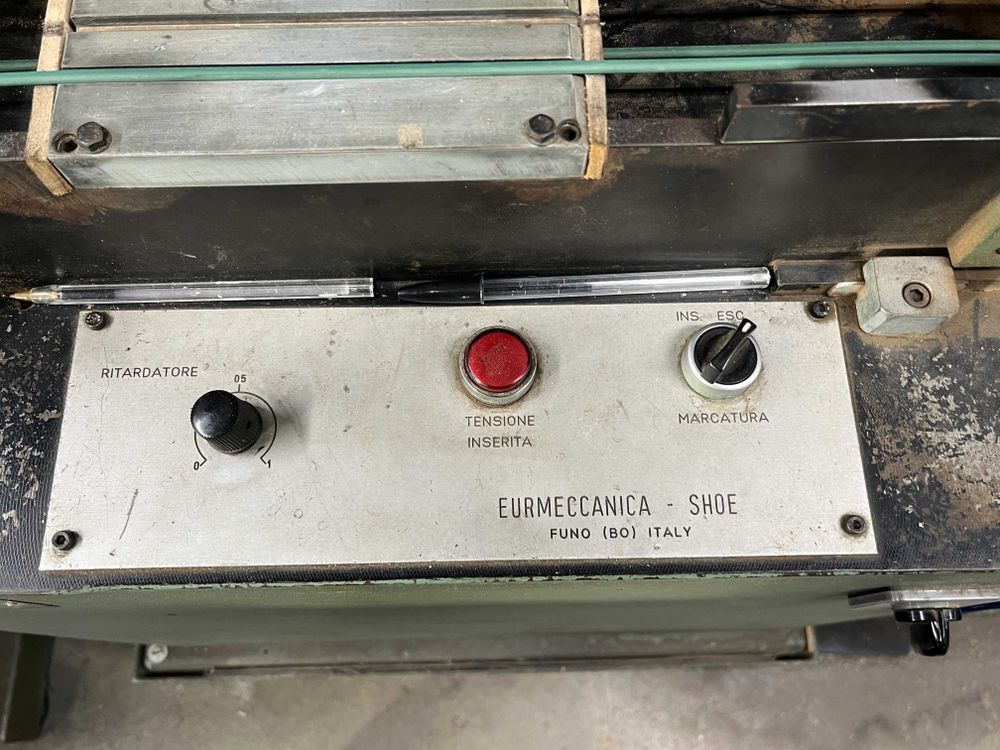 INS. ESC.
RITARDATORE
05
0
1
TENSIONE
INSERITA
MARCATURA
EURMECCANICA - SHOE
FUNO (BO) ITALY